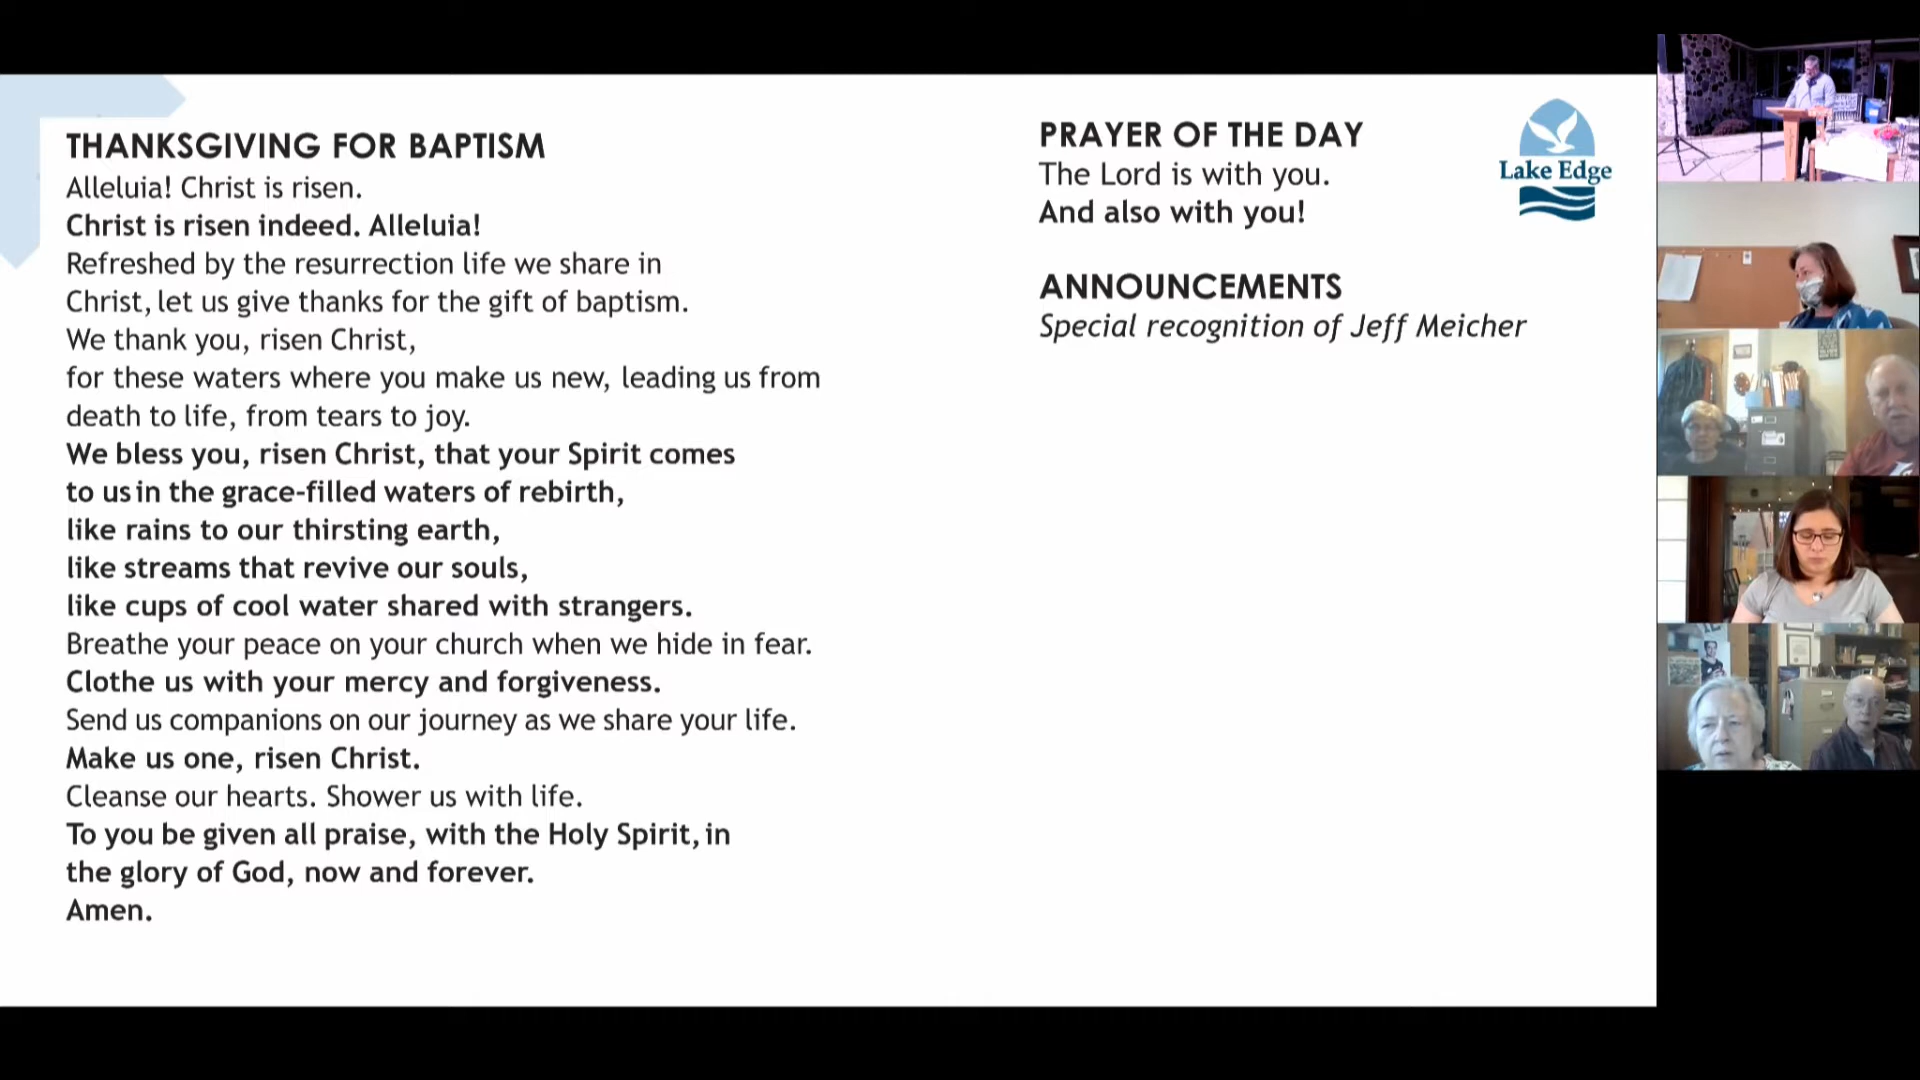 THANKSGIVING FOR BAPTISM
Alleluia! Christ is risen.
Christ is risen indeed. Alleluia!
Refreshed by the resurrection life we share in
Christ, let us give thanks for the gift of baptism.
We thank you, risen Christ,
for these waters where you make us new, leading us from
death to life, from tears to joy.
We bless you, risen Christ, that your Spirit comes
to us in the grace-filled waters of rebirth,
like rains to our thirsting earth,
like streams that revive our souls,
like cups of cool water shared with strangers.
Breathe your peace on your church when we hide in fear.
Clothe us with your mercy and forgiveness.
Send us companions on our journey as we share your life.
Make us one, risen Christ.
Cleanse our hearts. Shower us with life.
To you be given all praise, with the Holy Spirit, in
the glory of God, now and forever.
Amen.
PRAYER OF THE DAY
The Lord is with you.
And also with you!
ANNOUNCEMENTS
Special recognition of Jeff Meicher
Lake Edge